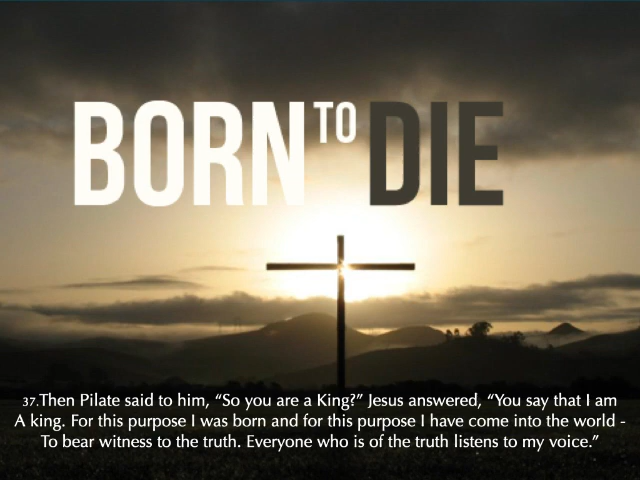 BORN TO DIE
37.Then Pilate said to him, “So you are a King?” Jesus answered, “You say that I am
A king. For this purpose I was born and for this purpose I have come into the world -
To bear witness to the truth. Everyone who is of the truth listens to my voice.”